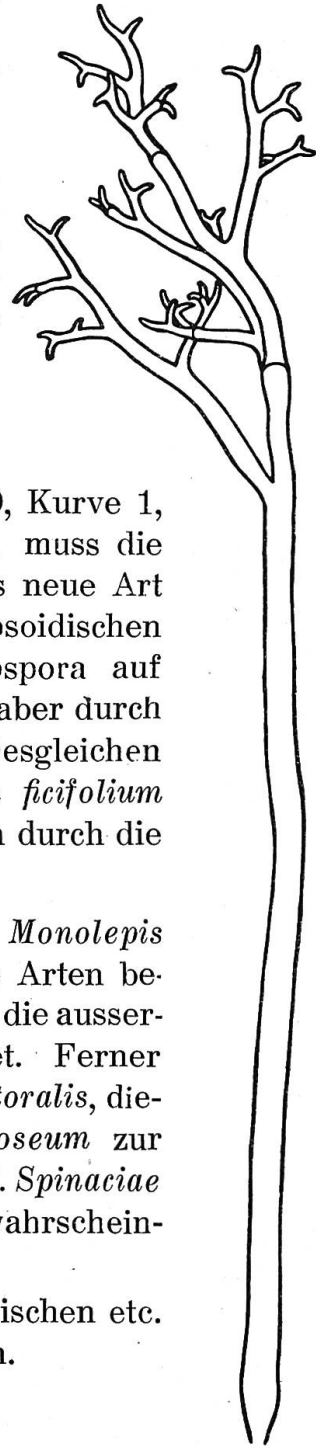 , Kurve 1,
muss die
neue Art
soidischen
spora auf
aber durch
esgleichen
ficifolium
durch die
Monolepis
Arten be-
die ausser-
et. Ferner
toralis, die-
oseum zur
. Spinaciae
wahrschein-
ischen etc.